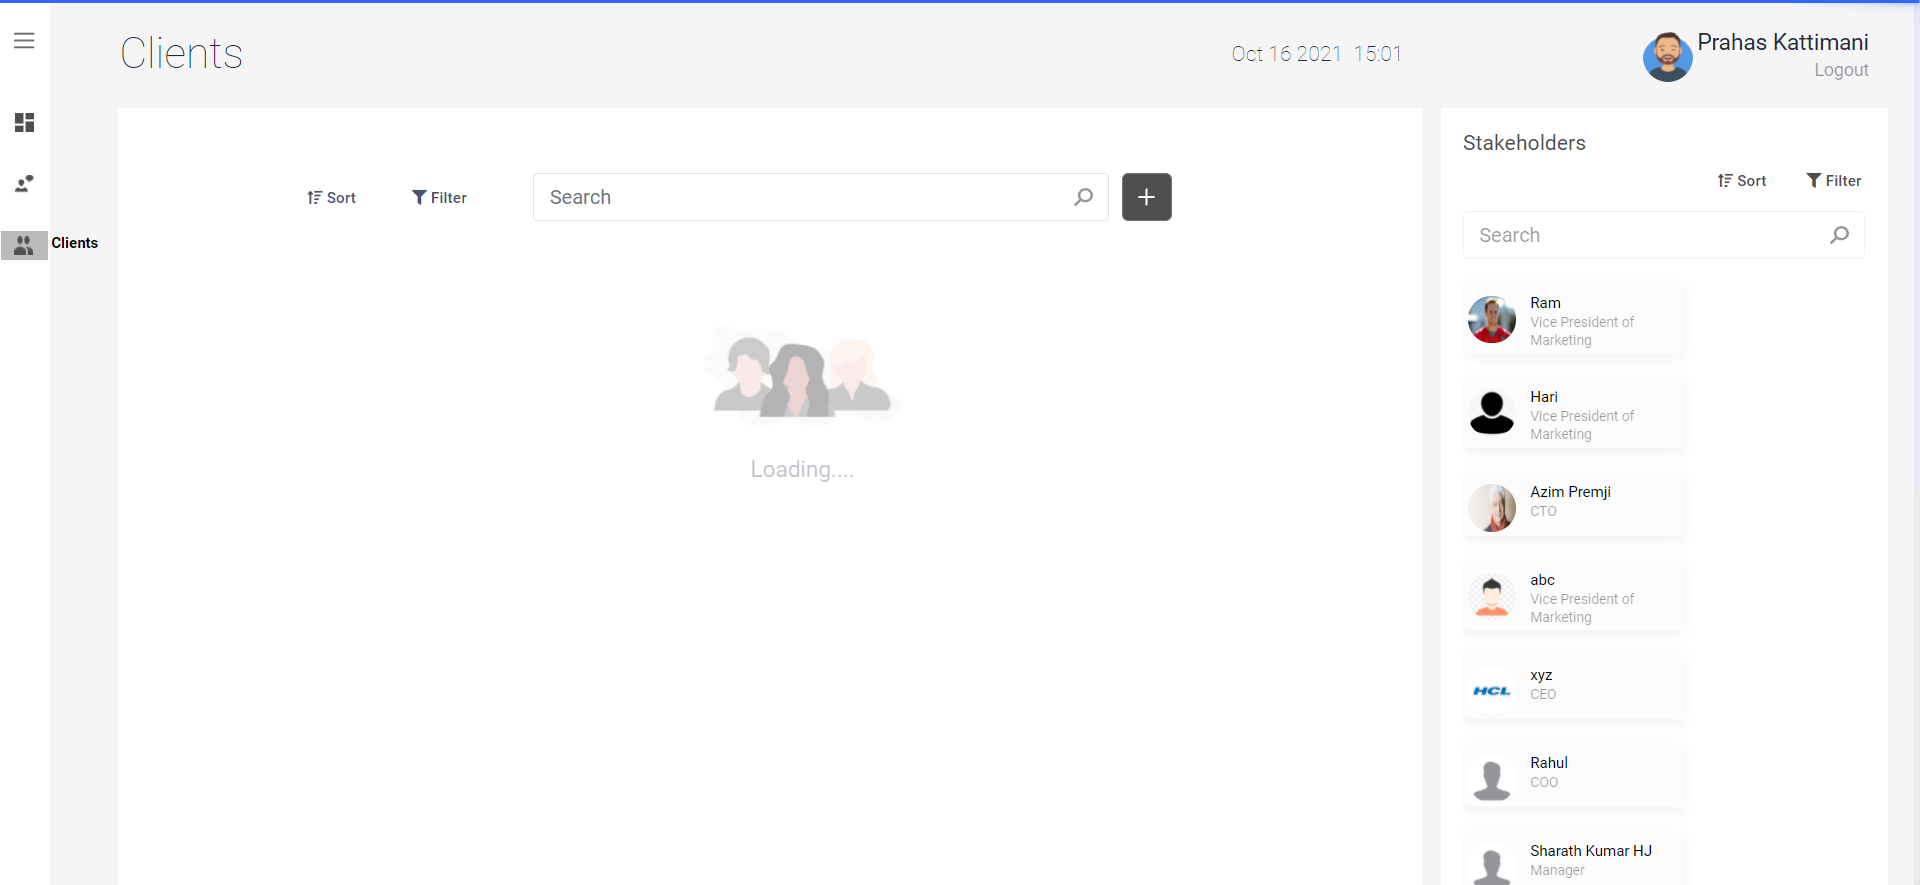 Clients
Oct 16 2021 15:01
Prahas Kattimani
Logout
Clients
Sort
Filter
Search
Loading....
Stakeholders
Sort
Filter
Search
Ram
Vice President of
Marketing
Hari
Vice President of
Marketing
Azim Premji
CTO
abc
Vice President of
Marketing
HCL
xyz
CEO
Rahul
COO
Sharath Kumar HJ
Manager